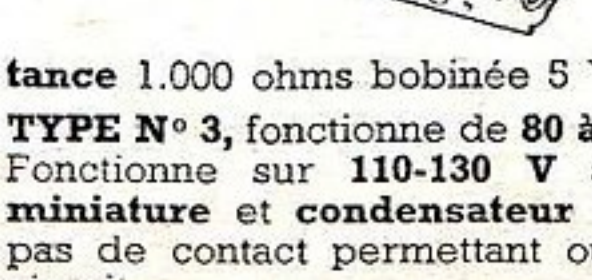 tance 1.000 ohms bobinée 5
TYPE N° 3, fonctionne de 80 à
Fonctionne sur 110-130 V
miniature et condensateur
pas de contact permettant